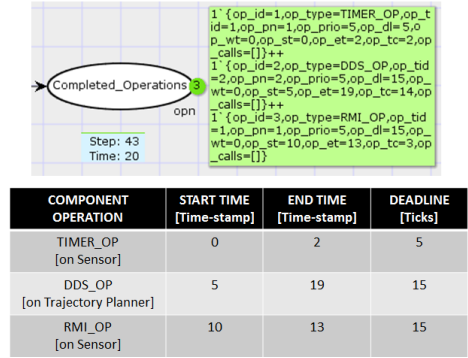 1`{op_id=1,op_type=TIMER_OP,op_t
id=1,op_pn=1,op_prio=5,op_dl=5,o
p_wt=0,op_st=0,op_et=2,op_tc=2,op
_calls=[]}++
1`{op_id=2,op_type=DDS_OP,op_tid
=2,op_pn=2,op_prio=5,op_dl=15,op_
wt=0,op_st=5,op_et=19,op_tc=14,op
_calls=[]}++
1`{op_id=3,op_type=RMI_OP,op_tid
=1,op_pn=1,op_prio=5,op_dl=15,op_
wt=0,op_st=10,op_et=13,op_tc=3,op
_calls=[]}
Completed_Operations 3
opn
Step: 43
Time: 20
COMPONENT OPERATION START TIME [Time-stamp] END TIME [Time-stamp] DEADLINE [Ticks]
TIMER_OP [on Sensor] 0 2 5
DDS_OP [on Trajectory Planner] 5 19 15
RMI_OP [on Sensor] 10 13 15